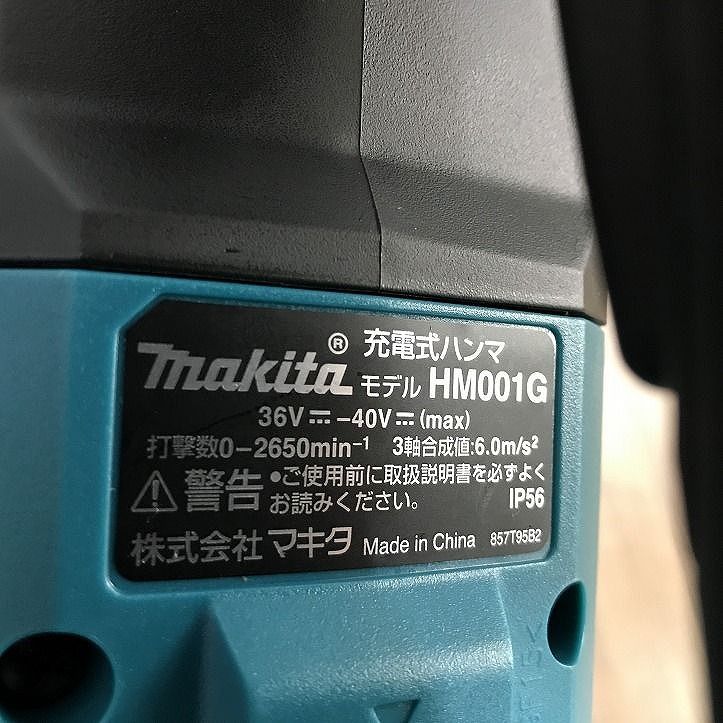 makita® 充電式ハンマ
モデル HM001G
36V⎓-40V⎓(max)
打撃数0-2650min⁻¹ 3軸合成値:6.0m/s²
⚠警告 •ご使用前に取扱説明書を必ずよく
お読みください。 IP56
株式会社マキタ Made in China 857T95B2